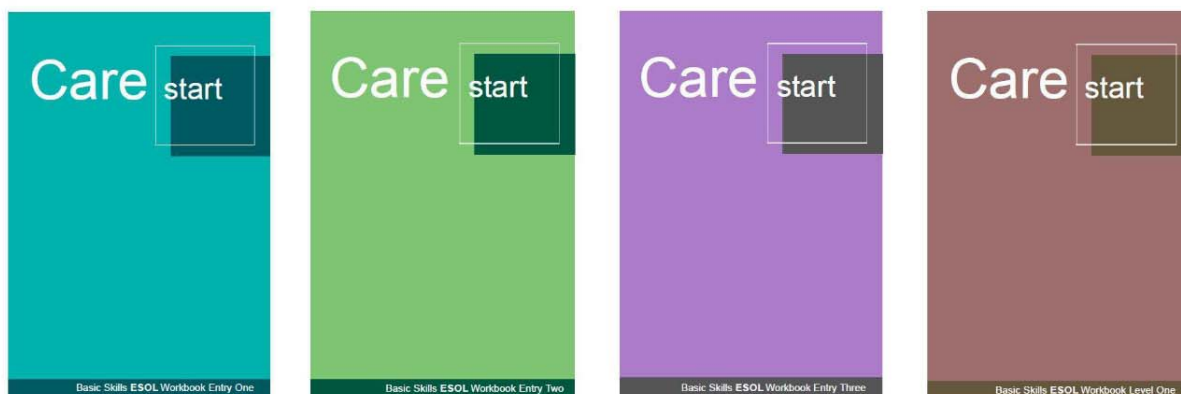 Care start
Basic Skills ESOL Workbook Entry One
Care start
Basic Skills ESOL Workbook Entry Two
Care start
Basic Skills ESOL Workbook Entry Three
Care start
Basic Skills ESOL Workbook Level One